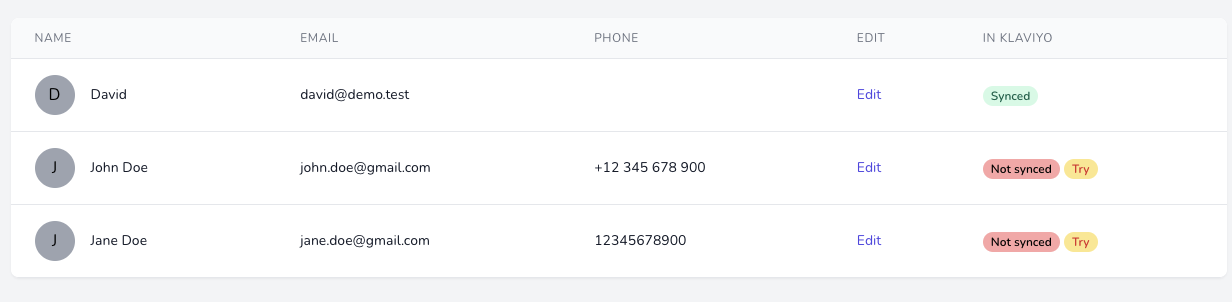 NAME EMAIL PHONE EDIT IN KLAVIYO
D David david@demo.test Edit Synced
J John Doe john.doe@gmail.com +12 345 678 900 Edit Not synced Try
J Jane Doe jane.doe@gmail.com 12345678900 Edit Not synced Try